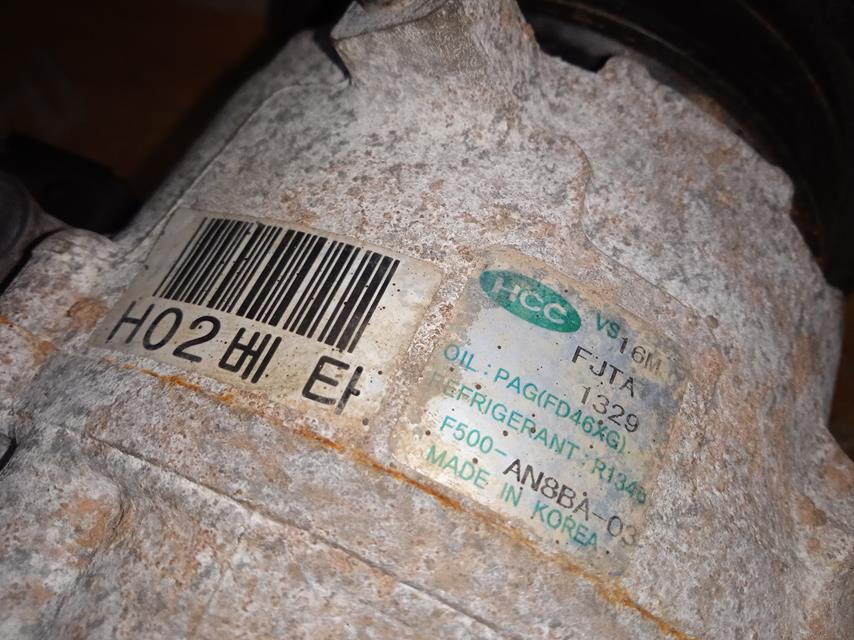 H02베 타
HCC VS16M
FJTA
1329
OIL : PAG(FD46XG)
REFRIGERANT : R134a
F500-AN8BA-03
MADE IN KOREA